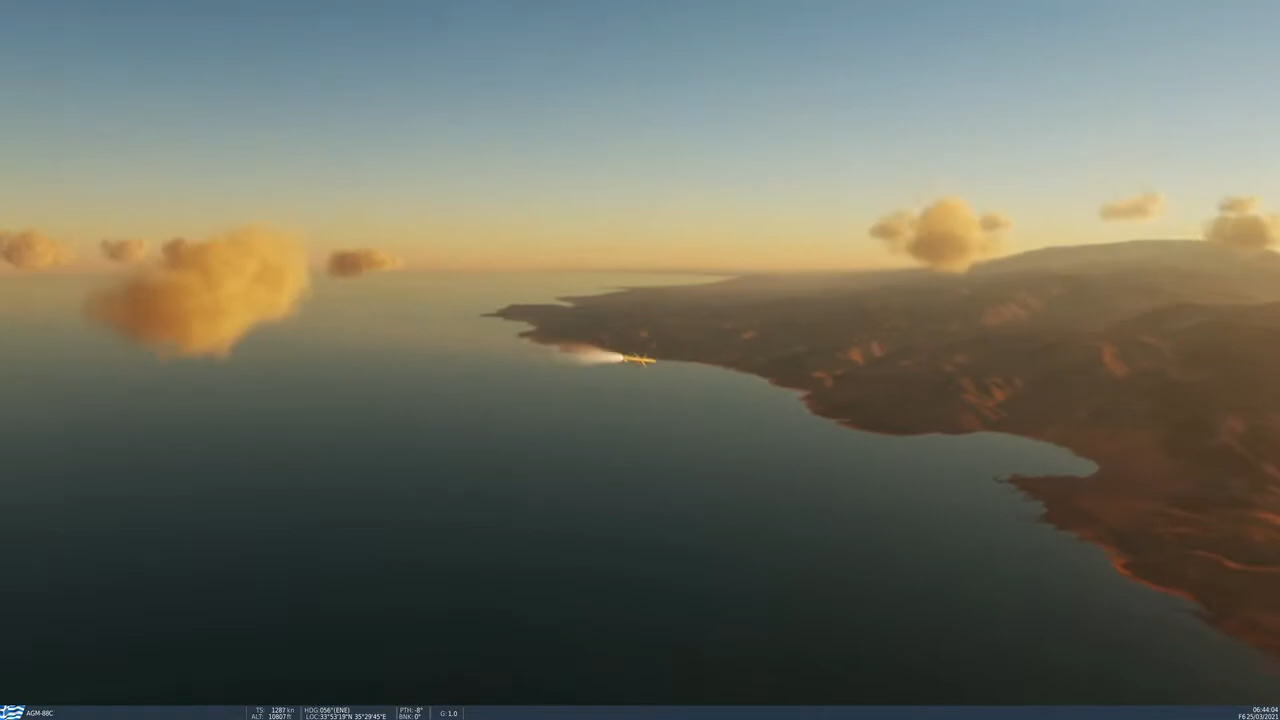 AGM-88C
TS: 1287 kn
ALT: 10807 ft
HDG: 056°(ENE)
LOC: 33°53'19"N 35°29'45"E
PTH: -8°
BNK: 0°
G: 1.0
06:44:04
F6 25/03/2021